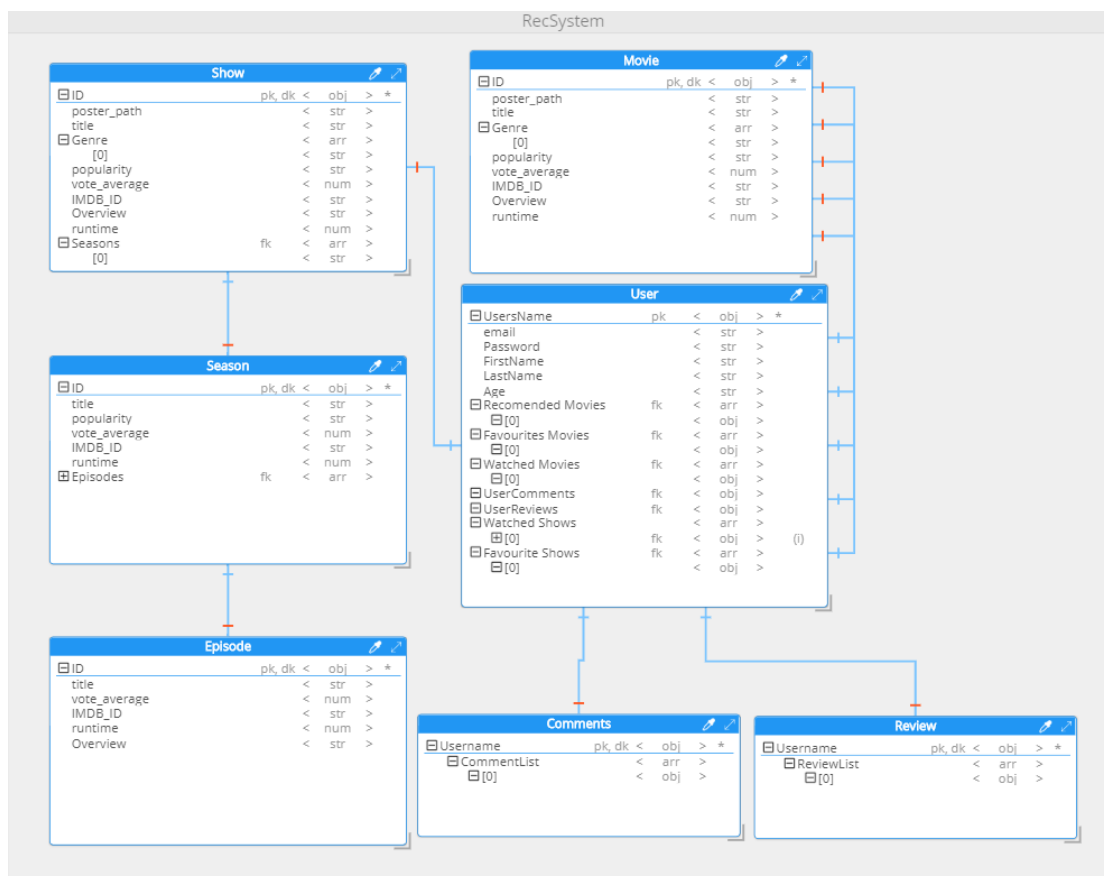 RecSystem
Show
ID pk, dk < obj > *
poster_path < str >
title < str >
Genre < arr >
[0] < str >
popularity < str >
vote_average < num >
IMDB_ID < str >
Overview < str >
runtime < num >
Seasons fk < arr >
[0] < str >
Movie
ID pk, dk < obj > *
poster_path < str >
title < str >
Genre < arr >
[0] < str >
popularity < str >
vote_average < num >
IMDB_ID < str >
Overview < str >
runtime < num >
User
UsersName pk < obj > *
email < str >
Password < str >
FirstName < str >
LastName < str >
Age < str >
Recomended Movies fk < arr >
[0] < obj >
Favourites Movies fk < arr >
[0] < obj >
Watched Movies fk < arr >
[0] < obj >
UserComments fk < obj >
UserReviews fk < obj >
Watched Shows < arr >
[0] fk < obj > (i)
Favourite Shows fk < arr >
[0] < obj >
Season
ID pk, dk < obj > *
title < str >
popularity < str >
vote_average < num >
IMDB_ID < str >
runtime < num >
Episodes fk < arr >
Episode
ID pk, dk < obj > *
title < str >
vote_average < num >
IMDB_ID < str >
runtime < num >
Overview < str >
Comments
Username pk, dk < obj > *
CommentList < arr >
[0] < obj >
Review
Username pk, dk < obj > *
ReviewList < arr >
[0] < obj >